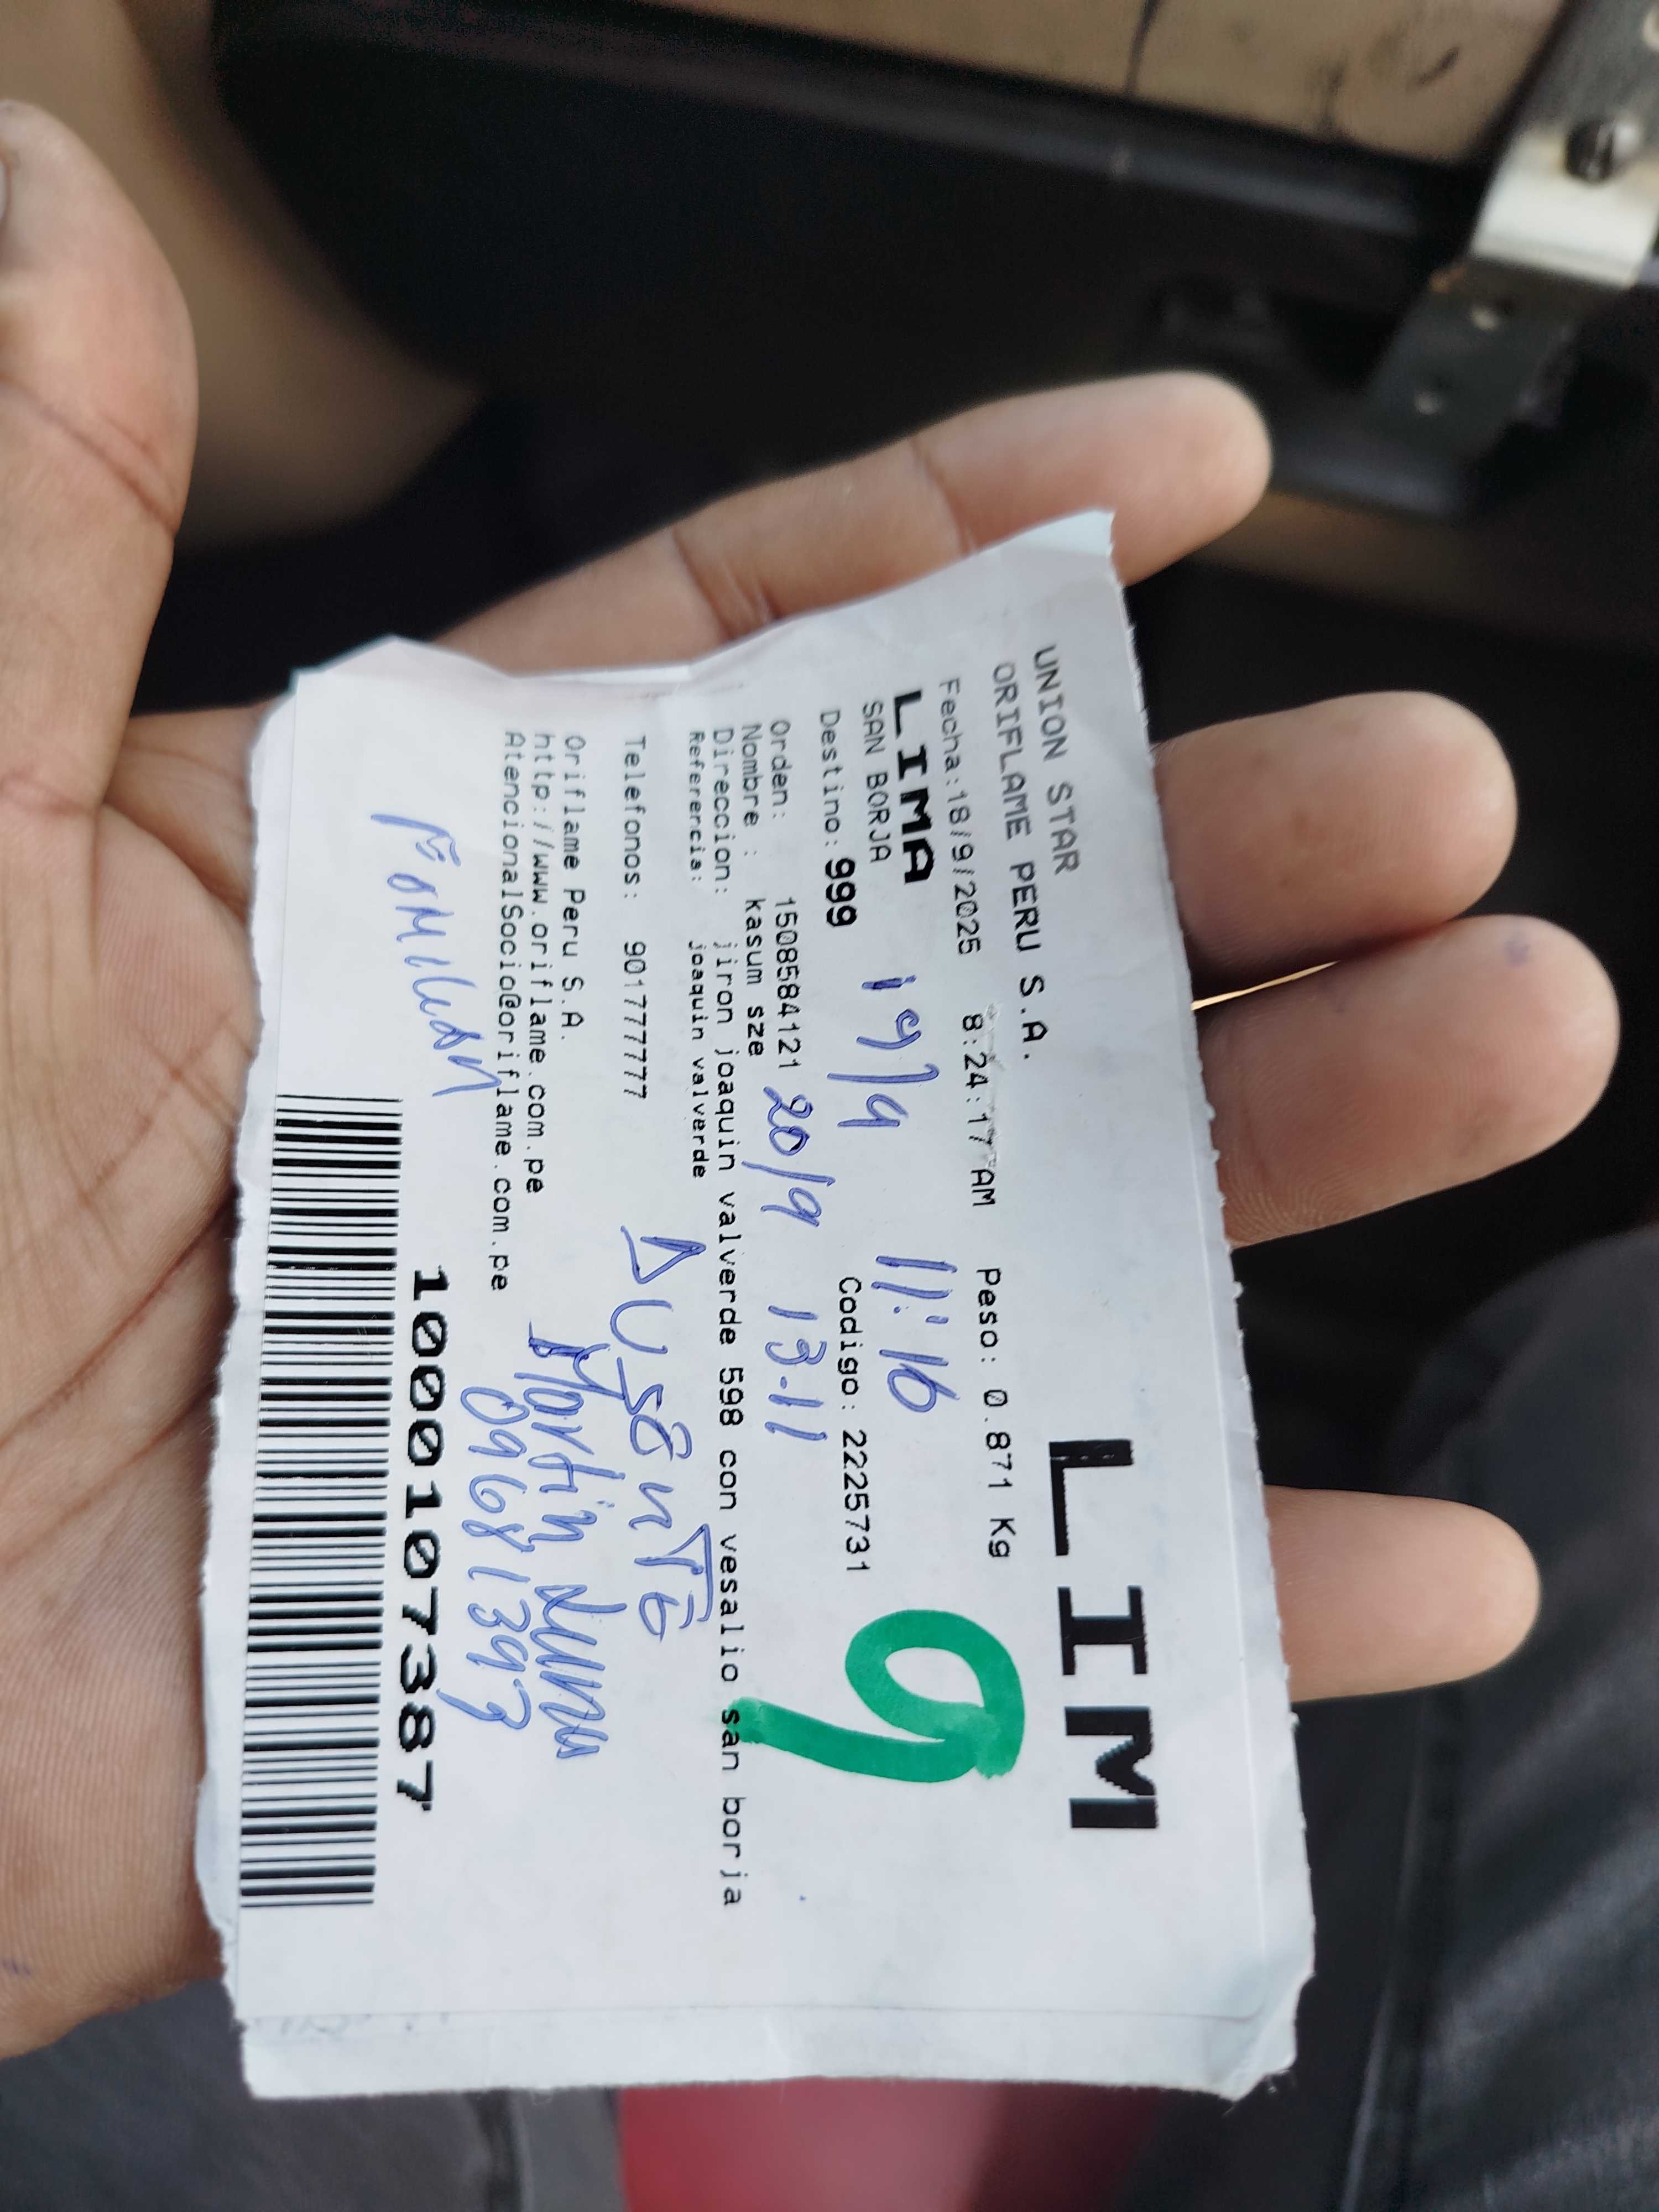 UNION STAR
ORIFLAME PERU S.A.
LIM
Fecha:18/9/2025 8:24:17 AM Peso: 0.871 Kg
LIMA
19/9 11:16
SAN BORJA
Destino: 999 Codigo: 2225731
9
Orden: 1508584121 20/9 13-11
Nombre : kasum sze
Direccion: jiron joaquin valverde 598 con vesalio san borja
Referencia: joaquin valverde
AUSENTE
Telefonos: 901777777
Martin
Oriflame Peru S.A.
http://www.oriflame.com.pe
AtencionalSocio@oriflame.com.pe
1000107387